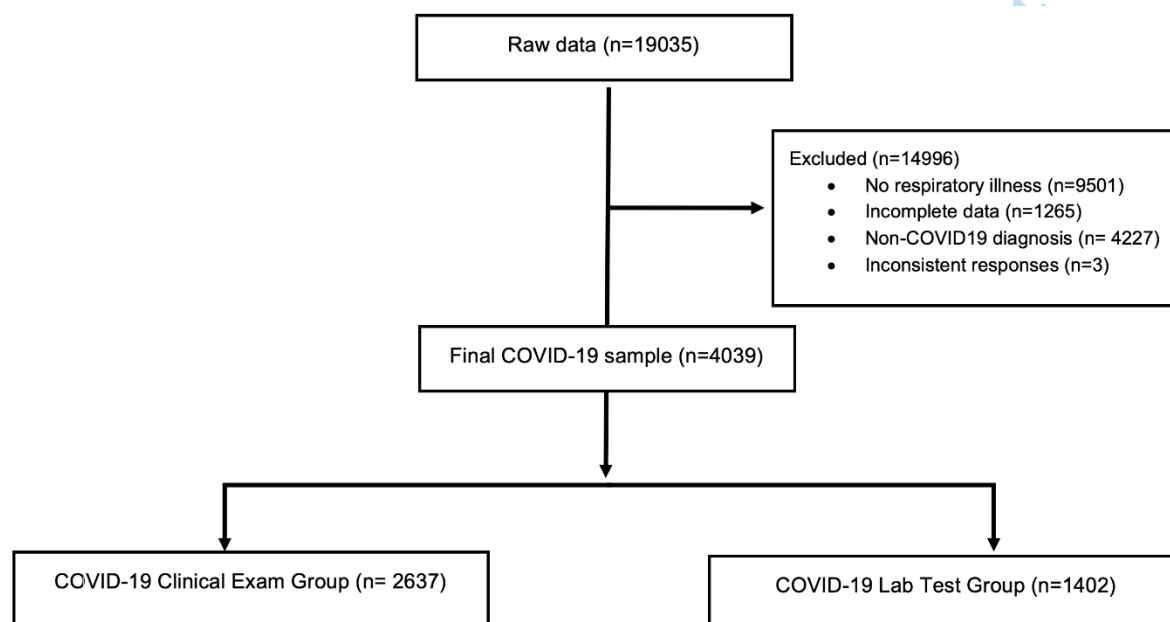 Raw data (n=19035)
Excluded (n=14996)
• No respiratory illness (n=9501)
• Incomplete data (n=1265)
• Non-COVID19 diagnosis (n= 4227)
• Inconsistent responses (n=3)
Final COVID-19 sample (n=4039)
COVID-19 Clinical Exam Group (n= 2637)
COVID-19 Lab Test Group (n=1402)